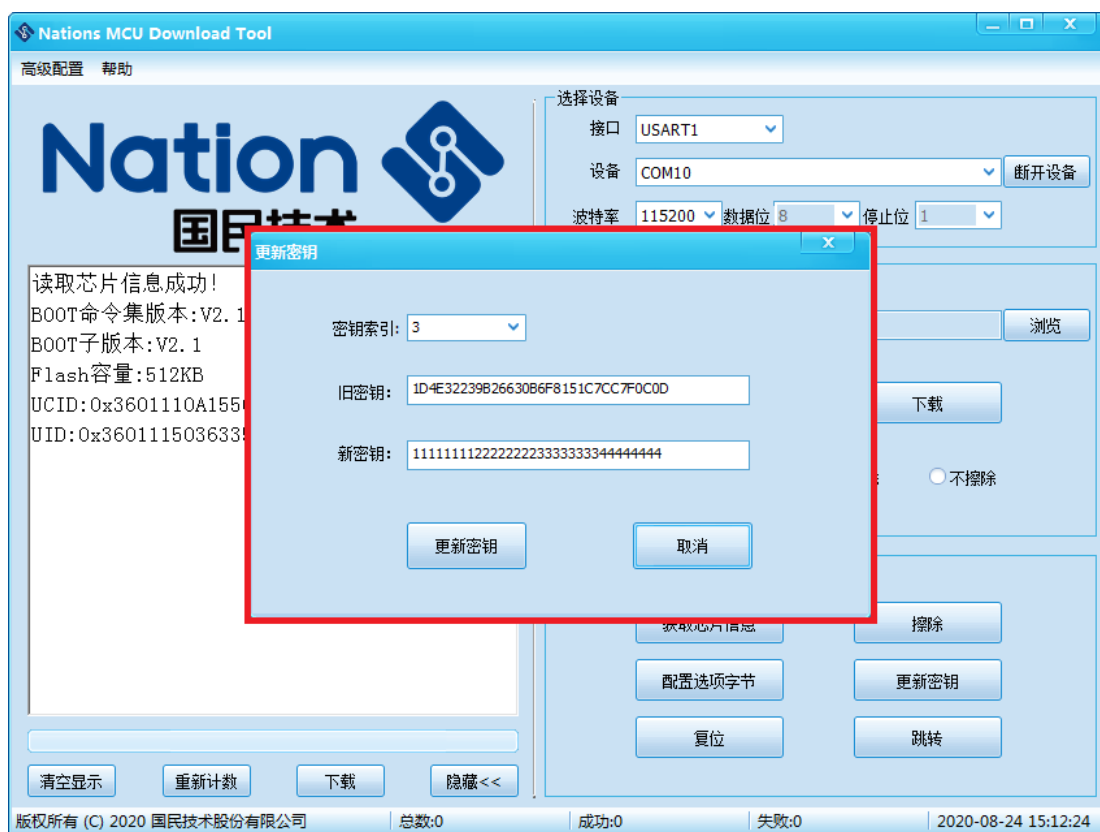 Nations MCU Download Tool
高级配置 帮助
Nation
国民技术
选择设备
接口 USART1
设备 COM10 断开设备
波特率 115200 数据位 8 停止位 1
读取芯片信息成功!
BOOT命令集版本:V2.1
BOOT子版本:V2.1
Flash容量:512KB
UCID:0x3601110A155
UID:0x36011150363
更新密钥
密钥索引: 3
旧密钥: 1D4E32239B26630B6F8151C7CC7F0C0D
新密钥: 11111111222222223333333344444444
更新密钥 取消
浏览
下载
不擦除
获取芯片信息 擦除
配置选项字节 更新密钥
复位 跳转
清空显示 重新计数 下载 隐藏<<
版权所有 (C) 2020 国民技术股份有限公司 总数:0 成功:0 失败:0 2020-08-24 15:12:24